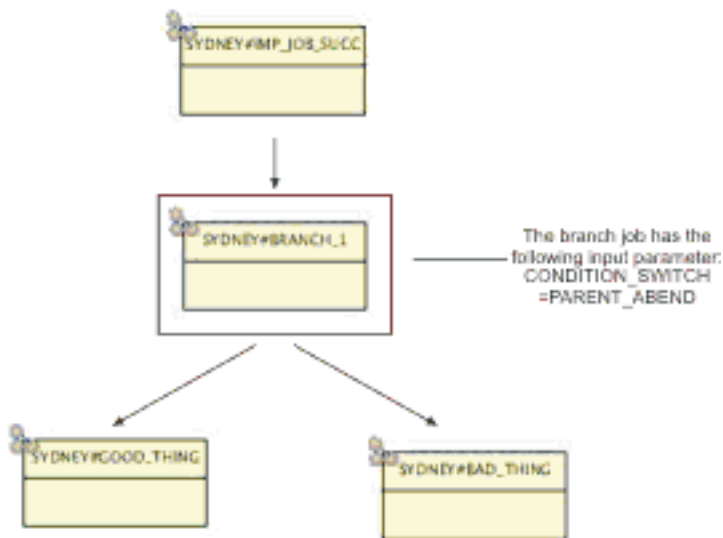 SYDNEY#IMP_JOB_SUCC
SYDNEY#BRANCH_1
The branch job has the
following input parameter:
CONDITION_SWITCH
=PARENT_ABEND
SYDNEY#GOOD_THING
SYDNEY#BAD_THING